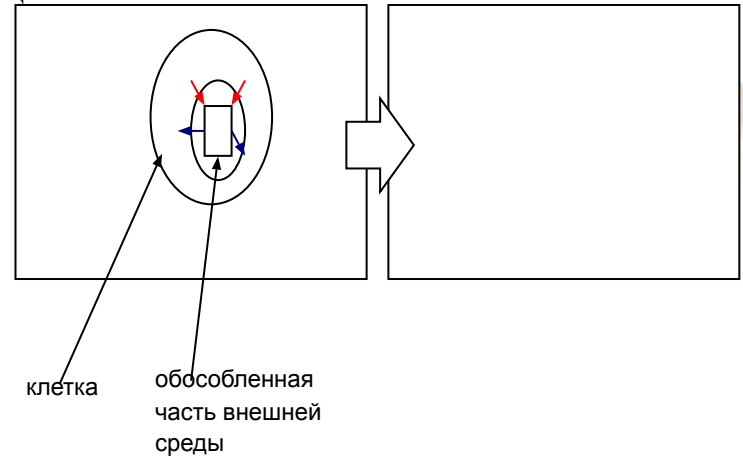 клетка
обособленная
часть внешней
среды